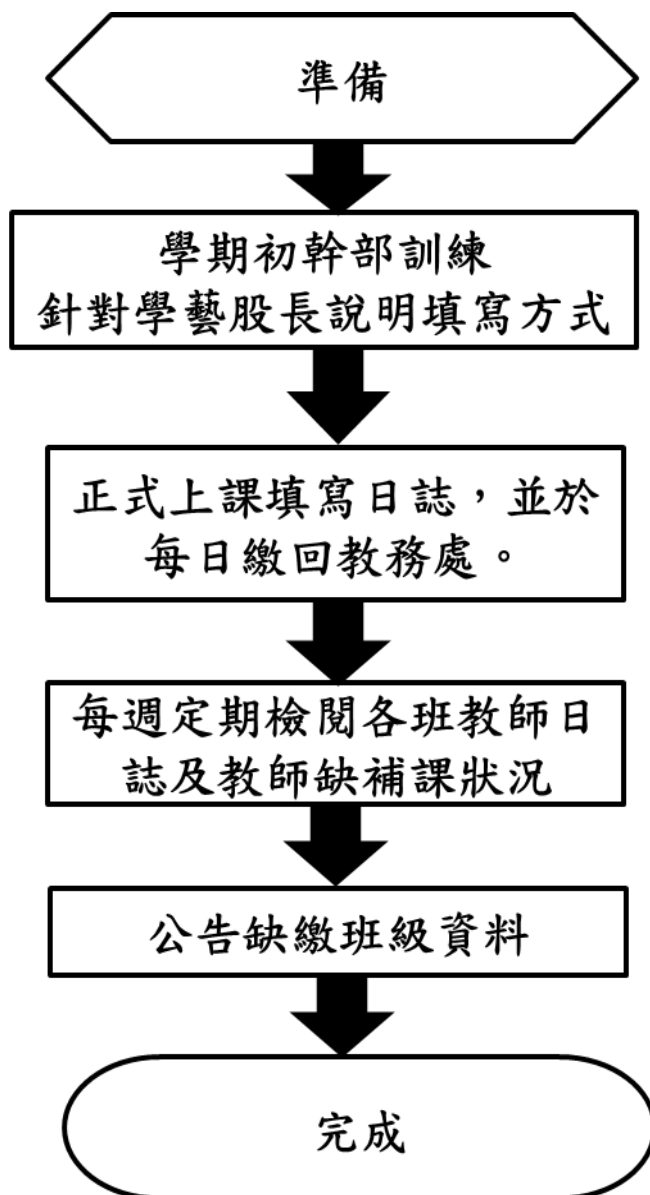 準備
學期初幹部訓練
針對學藝股長說明填寫方式
正式上課填寫日誌，並於
每日繳回教務處。
每週定期檢閱各班教師日
誌及教師缺補課狀況
公告缺繳班級資料
完成